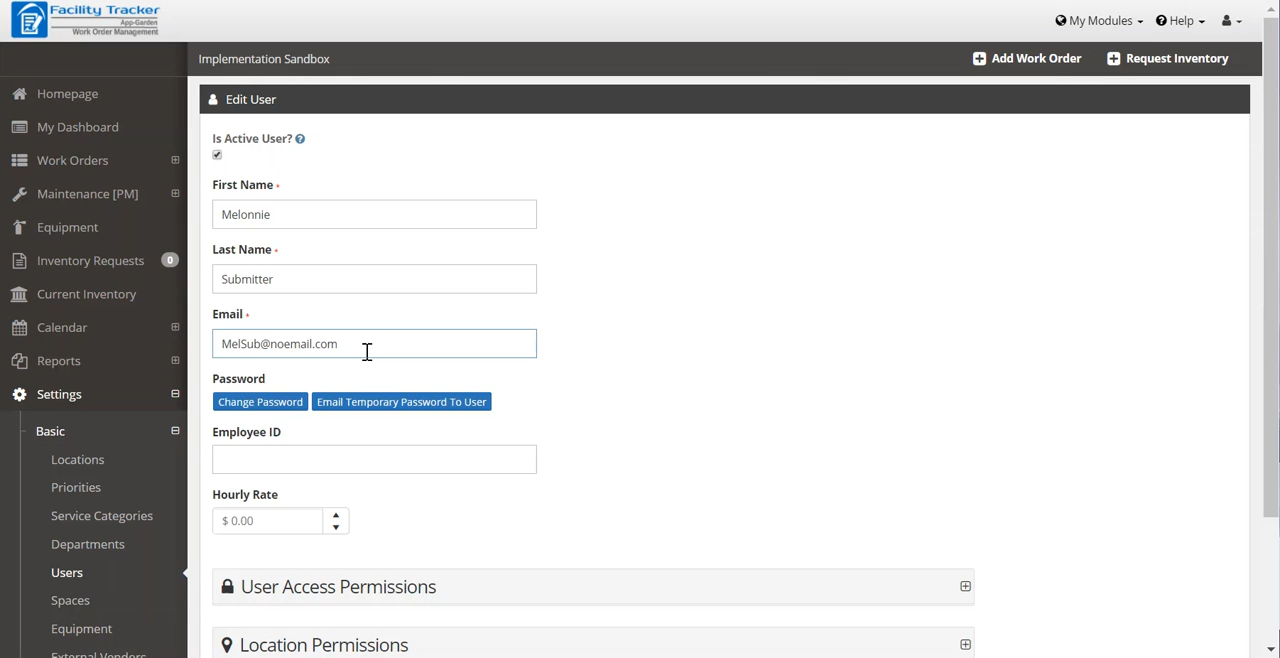 Facility Tracker
App-Garden
Work Order Management
My Modules
Help
Implementation Sandbox
Add Work Order
Request Inventory
Homepage
My Dashboard
Work Orders
Maintenance [PM]
Equipment
Inventory Requests 0
Current Inventory
Calendar
Reports
Settings
Basic
Locations
Priorities
Service Categories
Departments
Users
Spaces
Equipment
External Vendors
Edit User
Is Active User?
First Name *
Melonnie
Last Name *
Submitter
Email *
MelSub@noemail.com
Password
Change Password Email Temporary Password To User
Employee ID
Hourly Rate
$ 0.00
User Access Permissions
Location Permissions